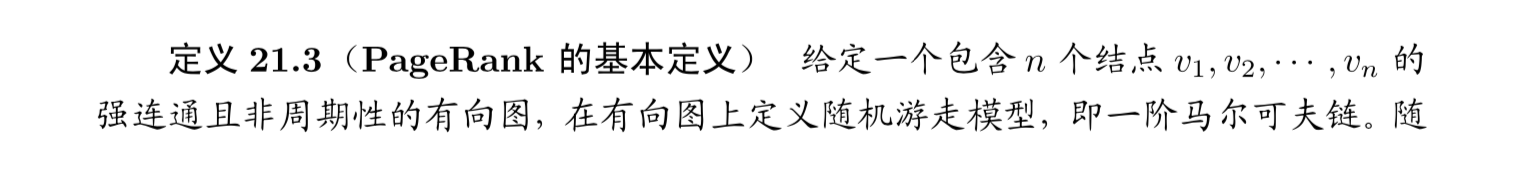 定义 21.3（PageRank 的基本定义） 给定一个包含 n 个结点 v₁, v₂, ⋯ , vₙ 的
强连通且非周期性的有向图，在有向图上定义随机游走模型，即一阶马尔可夫链。随